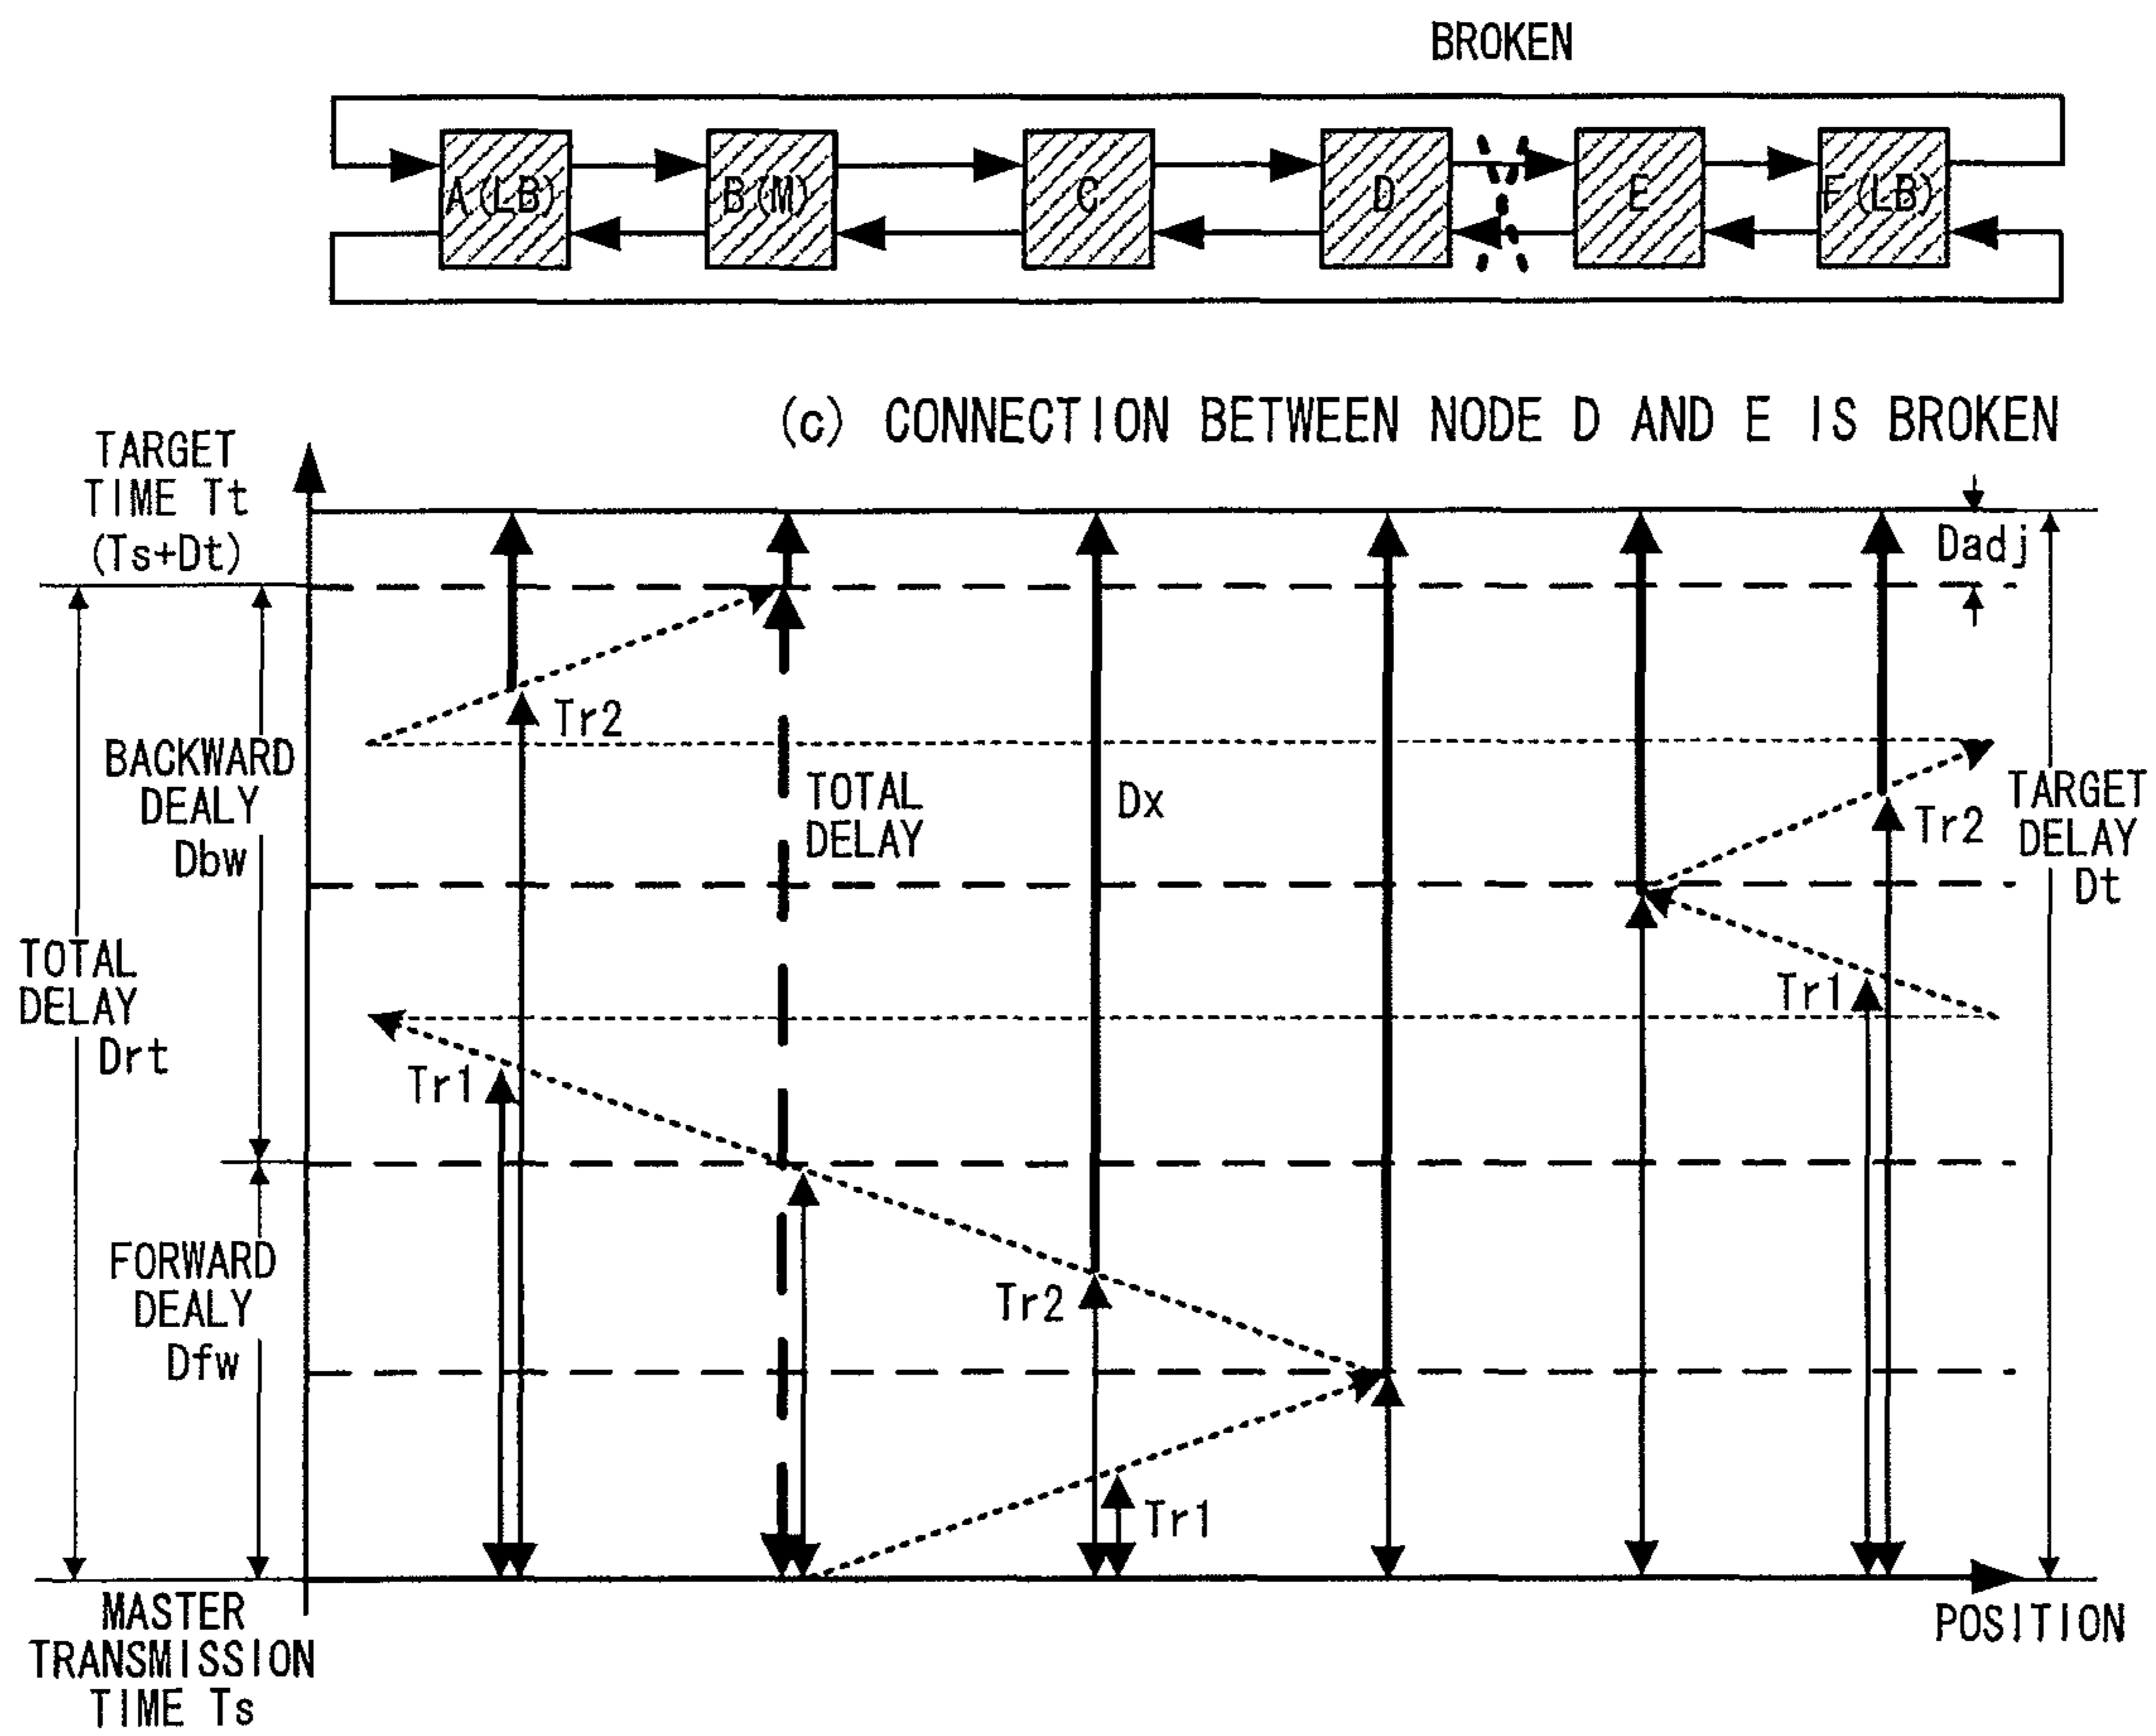 BROKEN
A(LB)
B(M)
C
D
E
F(LB)
(c) CONNECTION BETWEEN NODE D AND E IS BROKEN
TARGET
TIME Tt
(Ts+Dt)
Dadj
Tr2
BACKWARD
DEALY
Dbw
TOTAL
DELAY
Dx
Tr2
TARGET
DELAY
Dt
TOTAL
DELAY
Drt
Tr1
Tr1
FORWARD
DEALY
Dfw
Tr2
Tr1
MASTER
TRANSMISSION
TIME Ts
POSITION